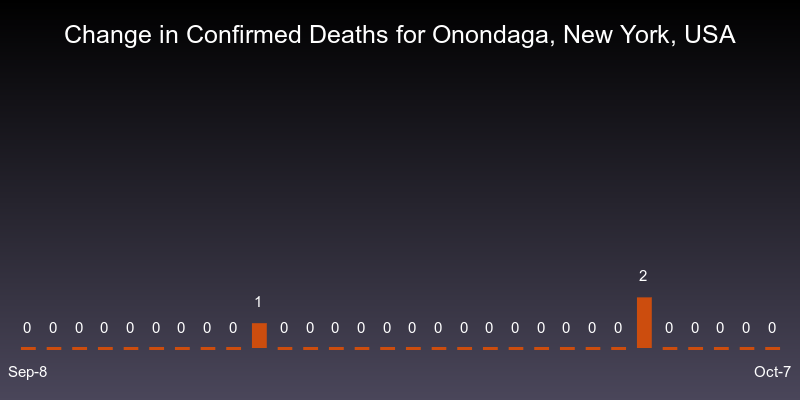 Change in Confirmed Deaths for Onondaga, New York, USA
2
1
0 0 0 0 0 0 0 0 0 0 0 0 0 0 0 0 0 0 0 0 0 0 0 0 0 0 0 0
Sep-8 Oct-7